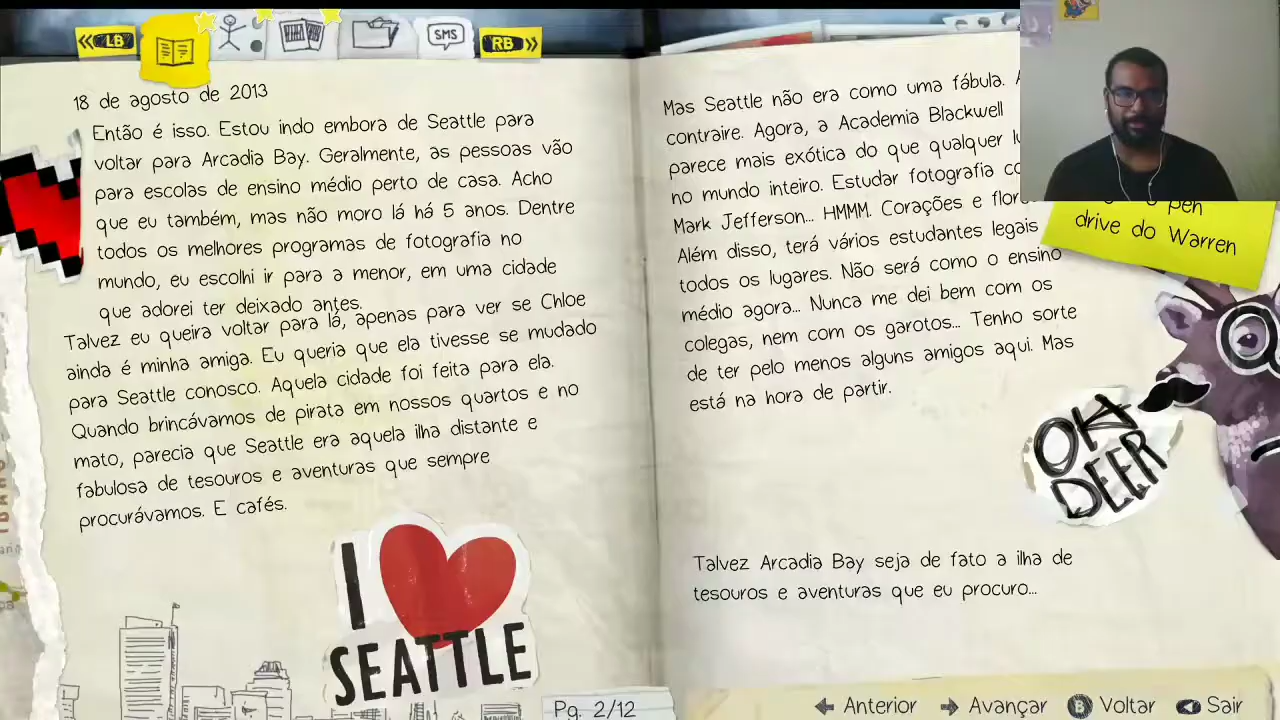 LB
SMS
RB
18 de agosto de 2013
Então é isso. Estou indo embora de Seattle para
voltar para Arcadia Bay. Geralmente, as pessoas vão
para escolas de ensino médio perto de casa. Acho
que eu também, mas não moro lá há 5 anos. Dentre
todos os melhores programas de fotografia no
mundo, eu escolhi ir para a menor, em uma cidade
que adorei ter deixado antes.
Talvez eu queira voltar para lá, apenas para ver se Chloe
ainda é minha amiga. Eu queria que ela tivesse se mudado
para Seattle conosco. Aquela cidade foi feita para ela.
Quando brincávamos de pirata em nossos quartos e no
mato, parecia que Seattle era aquela ilha distante e
fabulosa de tesouros e aventuras que sempre
procurávamos. E cafés.
I
SEATTLE
Mas Seattle não era como uma fábula.
contraire. Agora, a Academia Blackwell
parece mais exótica do que qualquer
no mundo inteiro. Estudar fotografia
Mark Jefferson... HMMM. Corações e
Além disso, terá vários estudantes legais
todos os lugares. Não será como o ensino
médio agora... Nunca me dei bem com os
colegas, nem com os garotos... Tenho sorte
de ter pelo menos alguns amigos aqui. Mas
está na hora de partir.
Talvez Arcadia Bay seja de fato a ilha de
tesouros e aventuras que eu procuro...
pen
drive do Warren
OH
DEER
Pg. 2/12
Anterior
Avançar
B Voltar
Sair